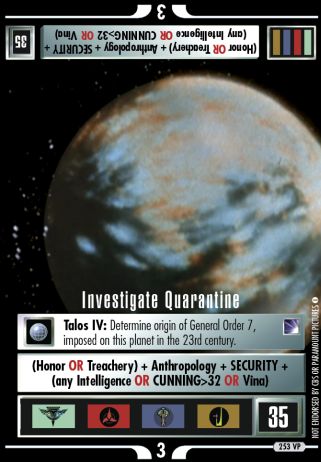 3
(Honor OR Treachery) + Anthropology + SECURITY +
(any Intelligence OR CUNNING>32 OR Vina)
35
Investigate Quarantine
Talos IV: Determine origin of General Order 7,
imposed on this planet in the 23rd century.
(Honor OR Treachery) + Anthropology + SECURITY +
(any Intelligence OR CUNNING>32 OR Vina)
35
3
253 VP
NOT ENDORSED BY CBS OR PARAMOUNT PICTURES